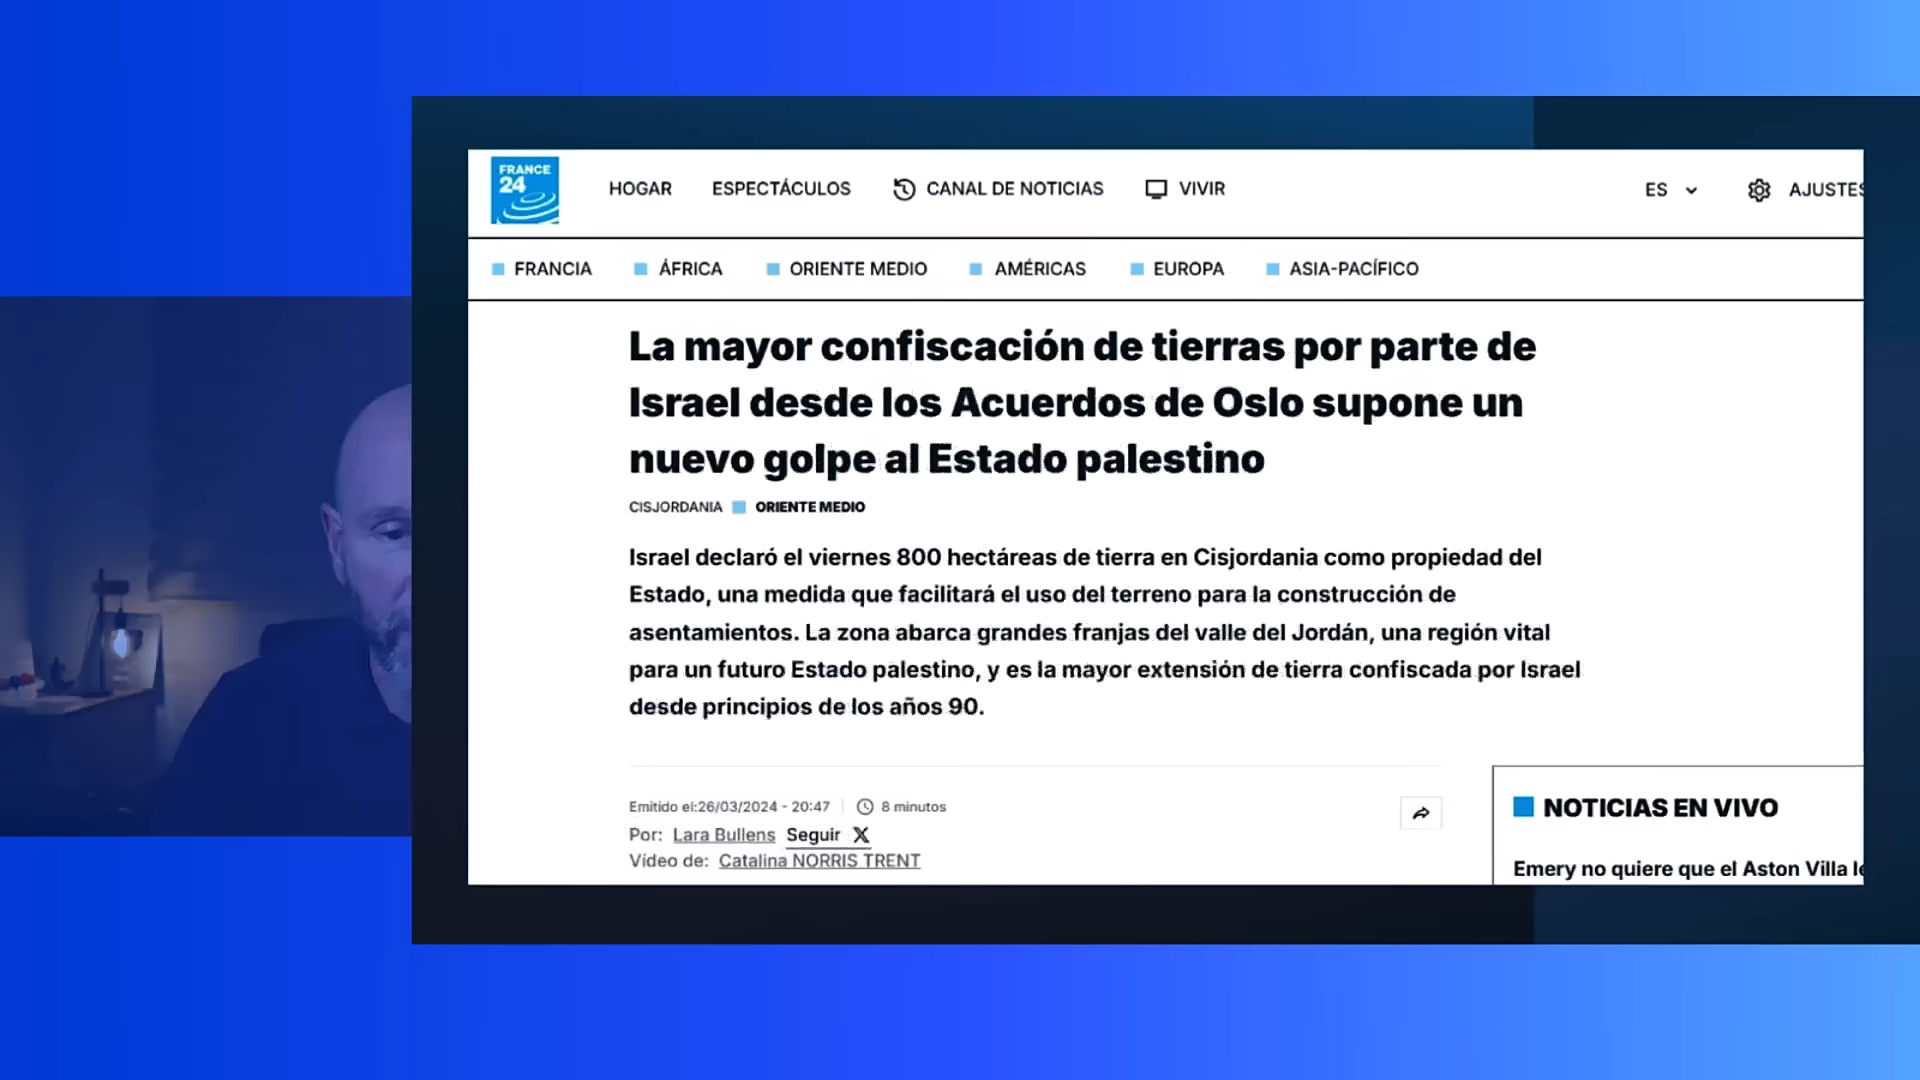 FRANCE
24
HOGAR ESPECTÁCULOS CANAL DE NOTICIAS VIVIR ES AJUSTES
FRANCIA ÁFRICA ORIENTE MEDIO AMÉRICAS EUROPA ASIA-PACÍFICO
La mayor confiscación de tierras por parte de
Israel desde los Acuerdos de Oslo supone un
nuevo golpe al Estado palestino
CISJORDANIA ORIENTE MEDIO
Israel declaró el viernes 800 hectáreas de tierra en Cisjordania como propiedad del
Estado, una medida que facilitará el uso del terreno para la construcción de
asentamientos. La zona abarca grandes franjas del valle del Jordán, una región vital
para un futuro Estado palestino, y es la mayor extensión de tierra confiscada por Israel
desde principios de los años 90.
Emitido el:26/03/2024 - 20:47 8 minutos
Por: Lara Bullens Seguir X
Vídeo de: Catalina NORRIS TRENT
NOTICIAS EN VIVO
Emery no quiere que el Aston Villa